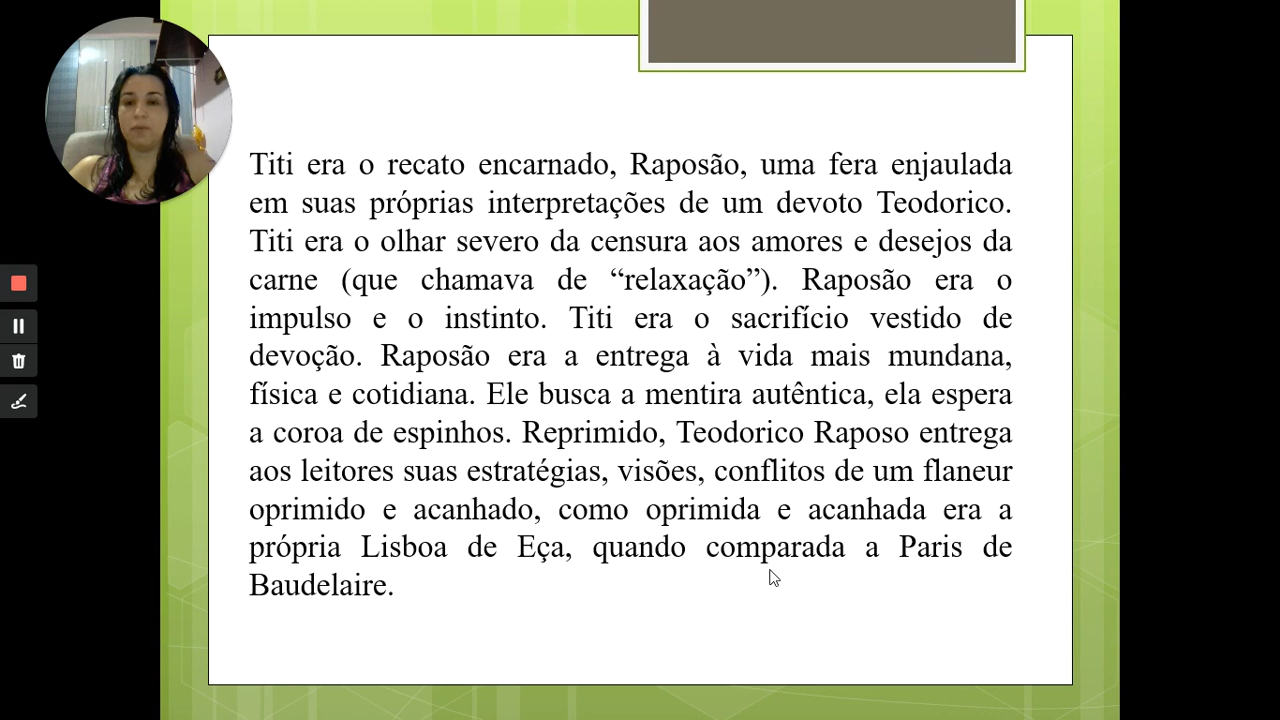 Titi era o recato encarnado, Raposão, uma fera enjaulada
em suas próprias interpretações de um devoto Teodorico.
Titi era o olhar severo da censura aos amores e desejos da
carne (que chamava de “relaxação”). Raposão era o
impulso e o instinto. Titi era o sacrifício vestido de
devoção. Raposão era a entrega à vida mais mundana,
física e cotidiana. Ele busca a mentira autêntica, ela espera
a coroa de espinhos. Reprimido, Teodorico Raposo entrega
aos leitores suas estratégias, visões, conflitos de um flaneur
oprimido e acanhado, como oprimida e acanhada era a
própria Lisboa de Eça, quando comparada a Paris de
Baudelaire.